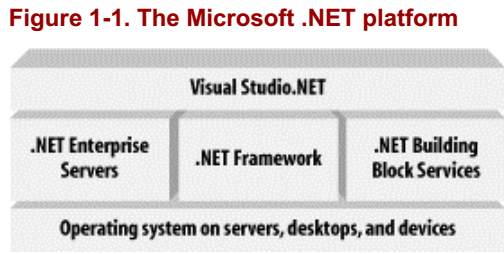 Figure 1-1. The Microsoft .NET platform
Visual Studio.NET
.NET Enterprise
Servers
.NET Framework
.NET Building
Block Services
Operating system on servers, desktops, and devices